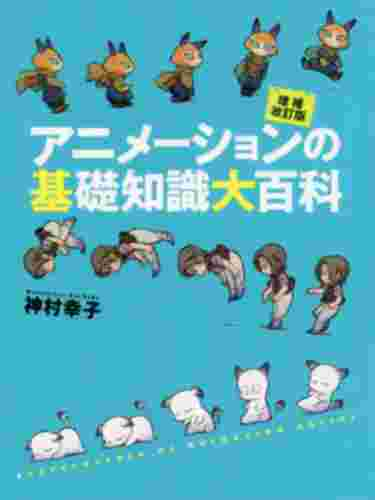 増補
改訂版
アニメーションの
基礎知識大百科
神村幸子